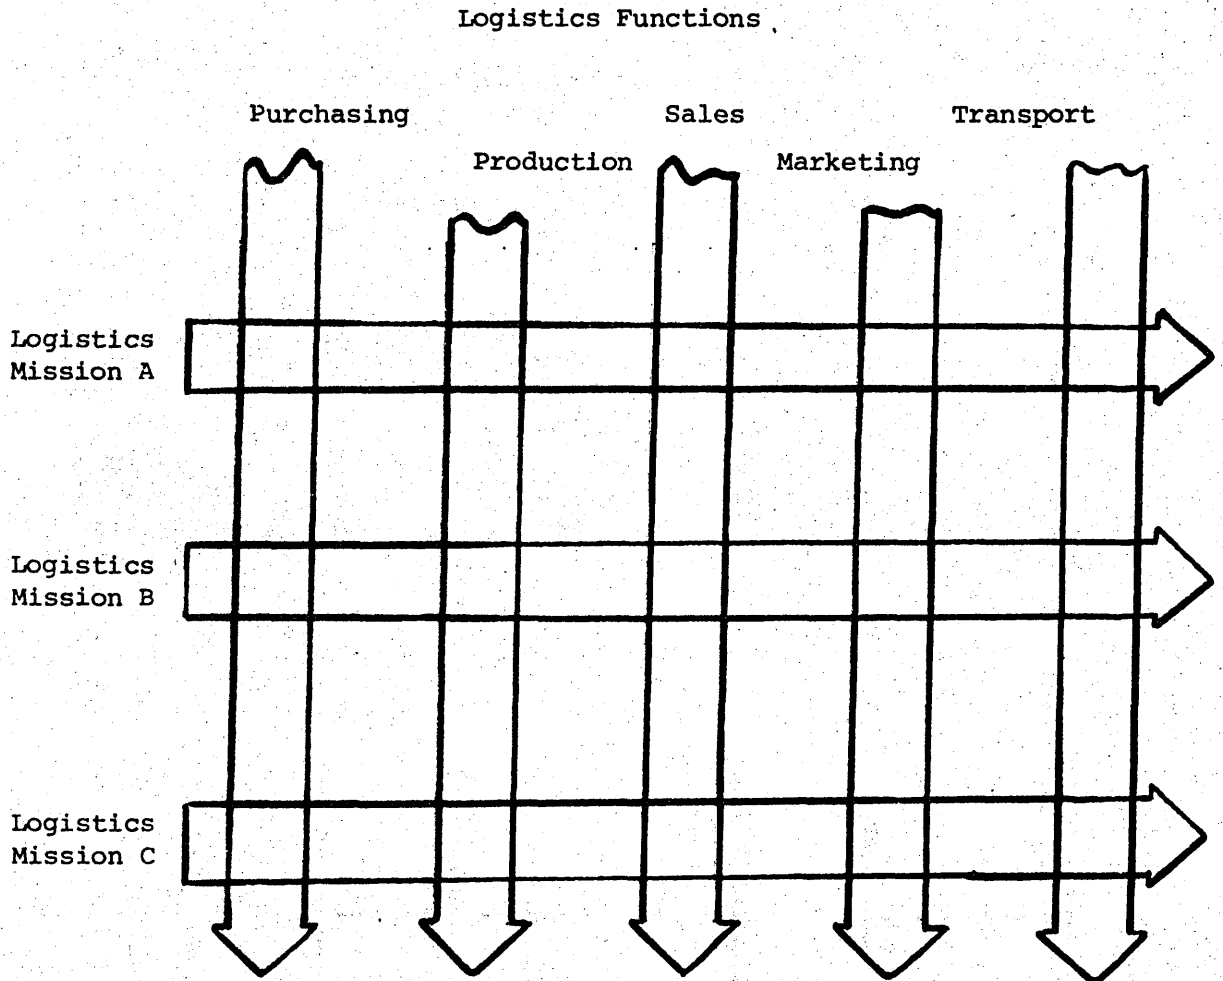 Logistics Functions
Purchasing
Sales
Transport
Production
Marketing
Logistics
Mission A
Logistics
Mission B
Logistics
Mission C